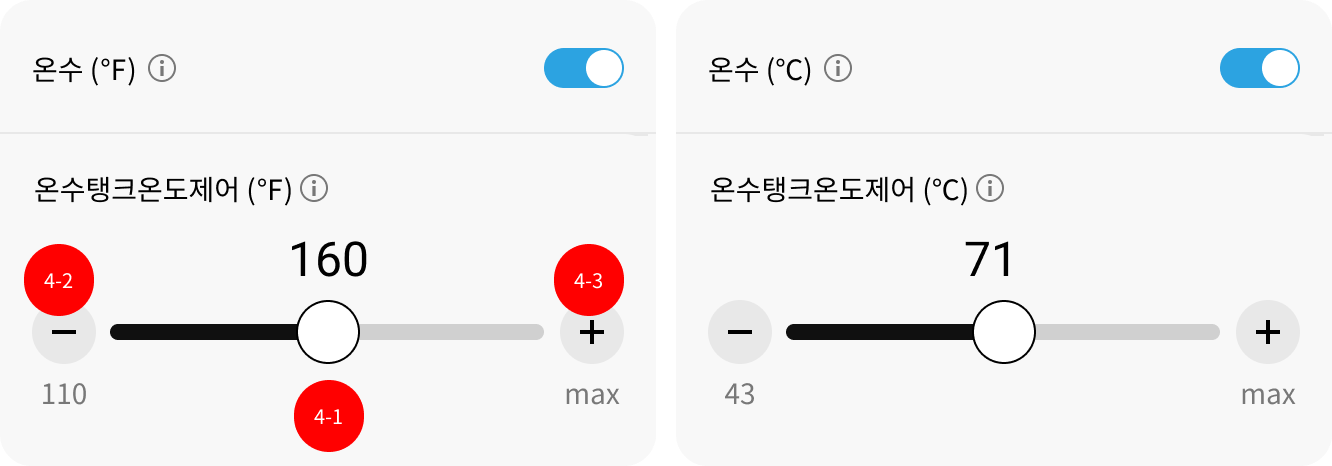 온수 (°F)
온수탱크온도제어 (°F)
160
4-2
4-3
110
max
4-1
온수 (°C)
온수탱크온도제어 (°C)
71
43
max